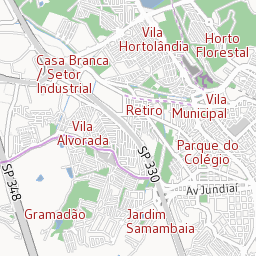 Vila
Hortolândia
Horto
Florestal
Casa Branca
/ Setor
Industrial
Retiro
Vila
Municipal
Vila
Alvorada
SP 330
Parque do
Colégio
SP 348
Av Jundiaí
Gramadão
Jardim
Samambaia